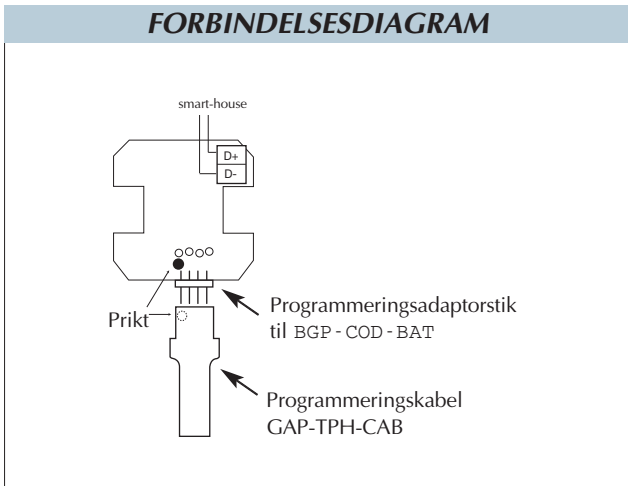 FORBINDELSESDIAGRAM
smart-house
D+
D-
Prikt
Programmeringsadaptorstik
til BGP-COD-BAT
Programmeringskabel
GAP-TPH-CAB